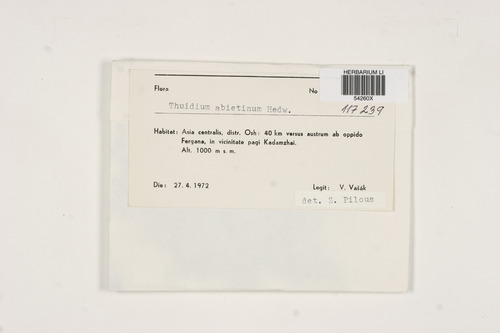 HERBARIUM LI
54260X
Flora No
Thuidium abietinum Hedw. 117 239
Habitat: Asia centralis, distr. Osh: 40 km versus austrum ab oppido
Fergana, in vicinitate pagi Kadamzhai.
Alt. 1000 m s. m.
Die: 27. 4. 1972 Legit: V. Vašák
det. Z. Pilous